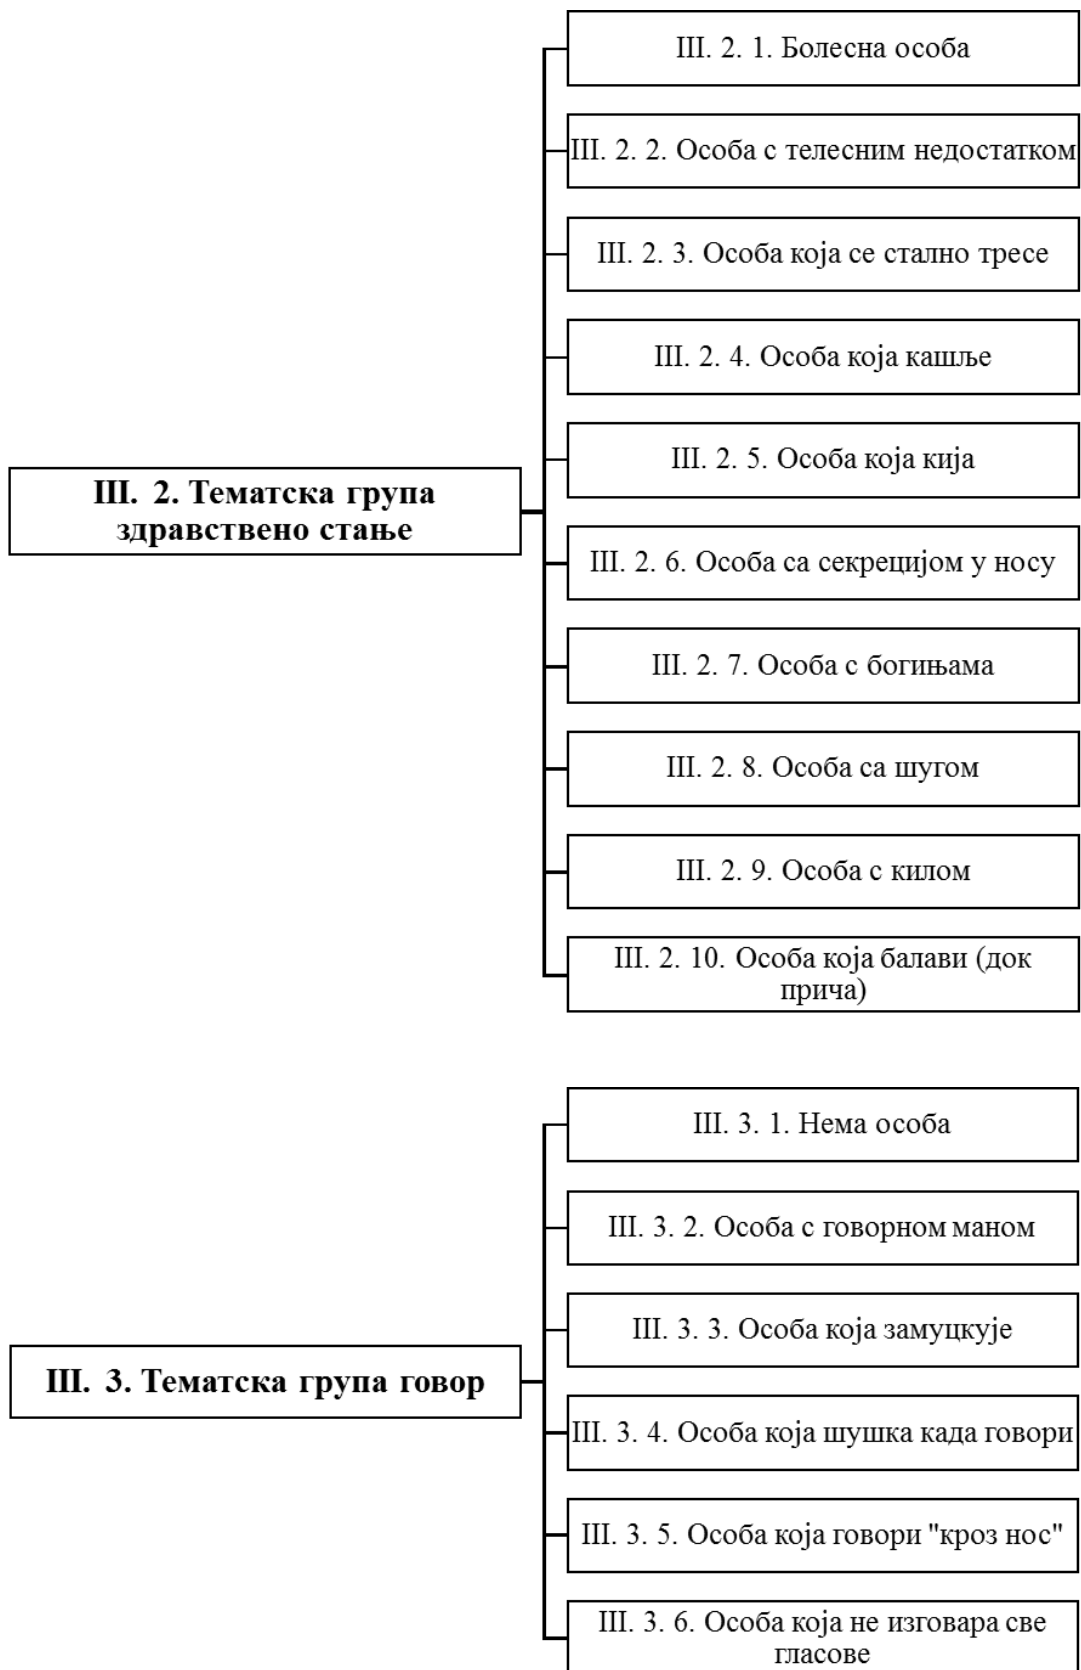 III. 2. Тематска група
здравствено стање
III. 2. 1. Болесна особа
III. 2. 2. Особа с телесним недостатком
III. 2. 3. Особа која се стално тресе
III. 2. 4. Особа која кашље
III. 2. 5. Особа која кија
III. 2. 6. Особа са секрецијом у носу
III. 2. 7. Особа с богињама
III. 2. 8. Особа са шугом
III. 2. 9. Особа с килом
III. 2. 10. Особа која балави (док
прича)
III. 3. Тематска група говор
III. 3. 1. Нема особа
III. 3. 2. Особа с говорном маном
III. 3. 3. Особа која замуцкује
III. 3. 4. Особа која шушка када говори
III. 3. 5. Особа која говори "кроз нос"
III. 3. 6. Особа која не изговара све
гласове